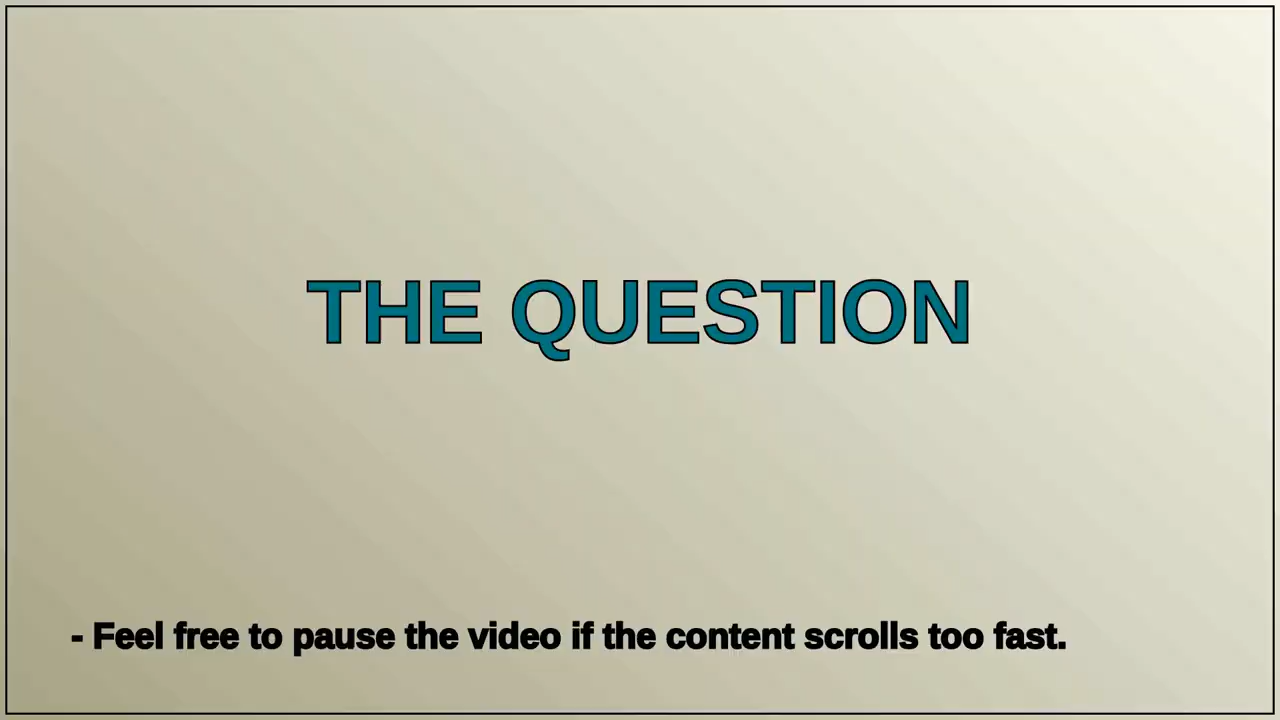 THE QUESTION
- Feel free to pause the video if the content scrolls too fast.